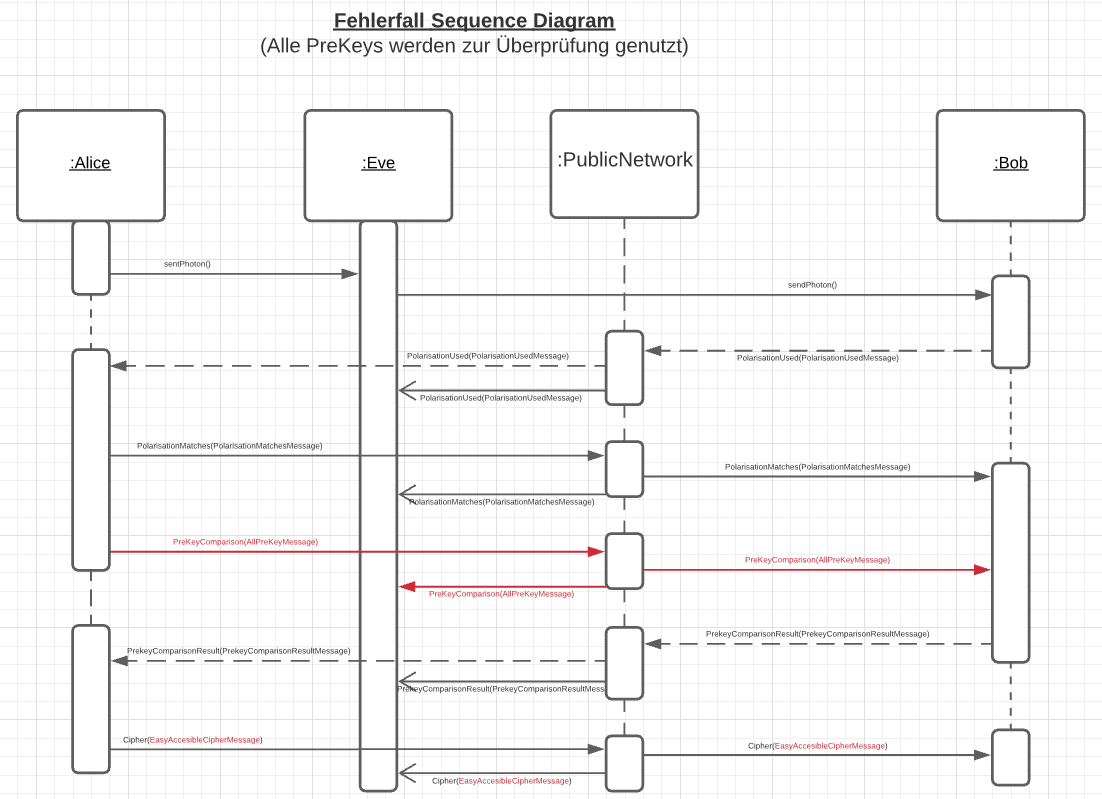 Fehlerfall Sequence Diagram
(Alle PreKeys werden zur Überprüfung genutzt)
:Alice
:Eve
:PublicNetwork
:Bob
sentPhoton()
sendPhoton()
PolarisationUsed(PolarisationUsedMessage)
PolarisationUsed(PolarisationUsedMessage)
PolarisationUsed(PolarisationUsedMessage)
PolarisationMatches(PolarisationMatchesMessage)
PolarisationMatches(PolarisationMatchesMessage)
PolarisationMatches(PolarisationMatchesMessage)
PreKeyComparison(AllPreKeyMessage)
PreKeyComparison(AllPreKeyMessage)
PreKeyComparison(AllPreKeyMessage)
PrekeyComparisonResult(PrekeyComparisonResultMessage)
PrekeyComparisonResult(PrekeyComparisonResultMessage)
PrekeyComparisonResult(PrekeyComparisonResultMess
Cipher(EasyAccesibleCipherMessage)
Cipher(EasyAccesibleCipherMessage)
Cipher(EasyAccesibleCipherMessage)